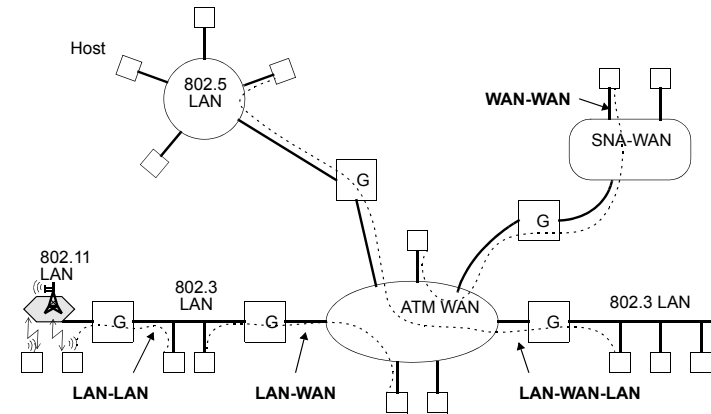 Host
802.5
LAN
WAN-WAN
SNA-WAN
G
G
802.11
LAN
802.3
LAN
ATM WAN
802.3 LAN
G
G
G
LAN-LAN
LAN-WAN
LAN-WAN-LAN